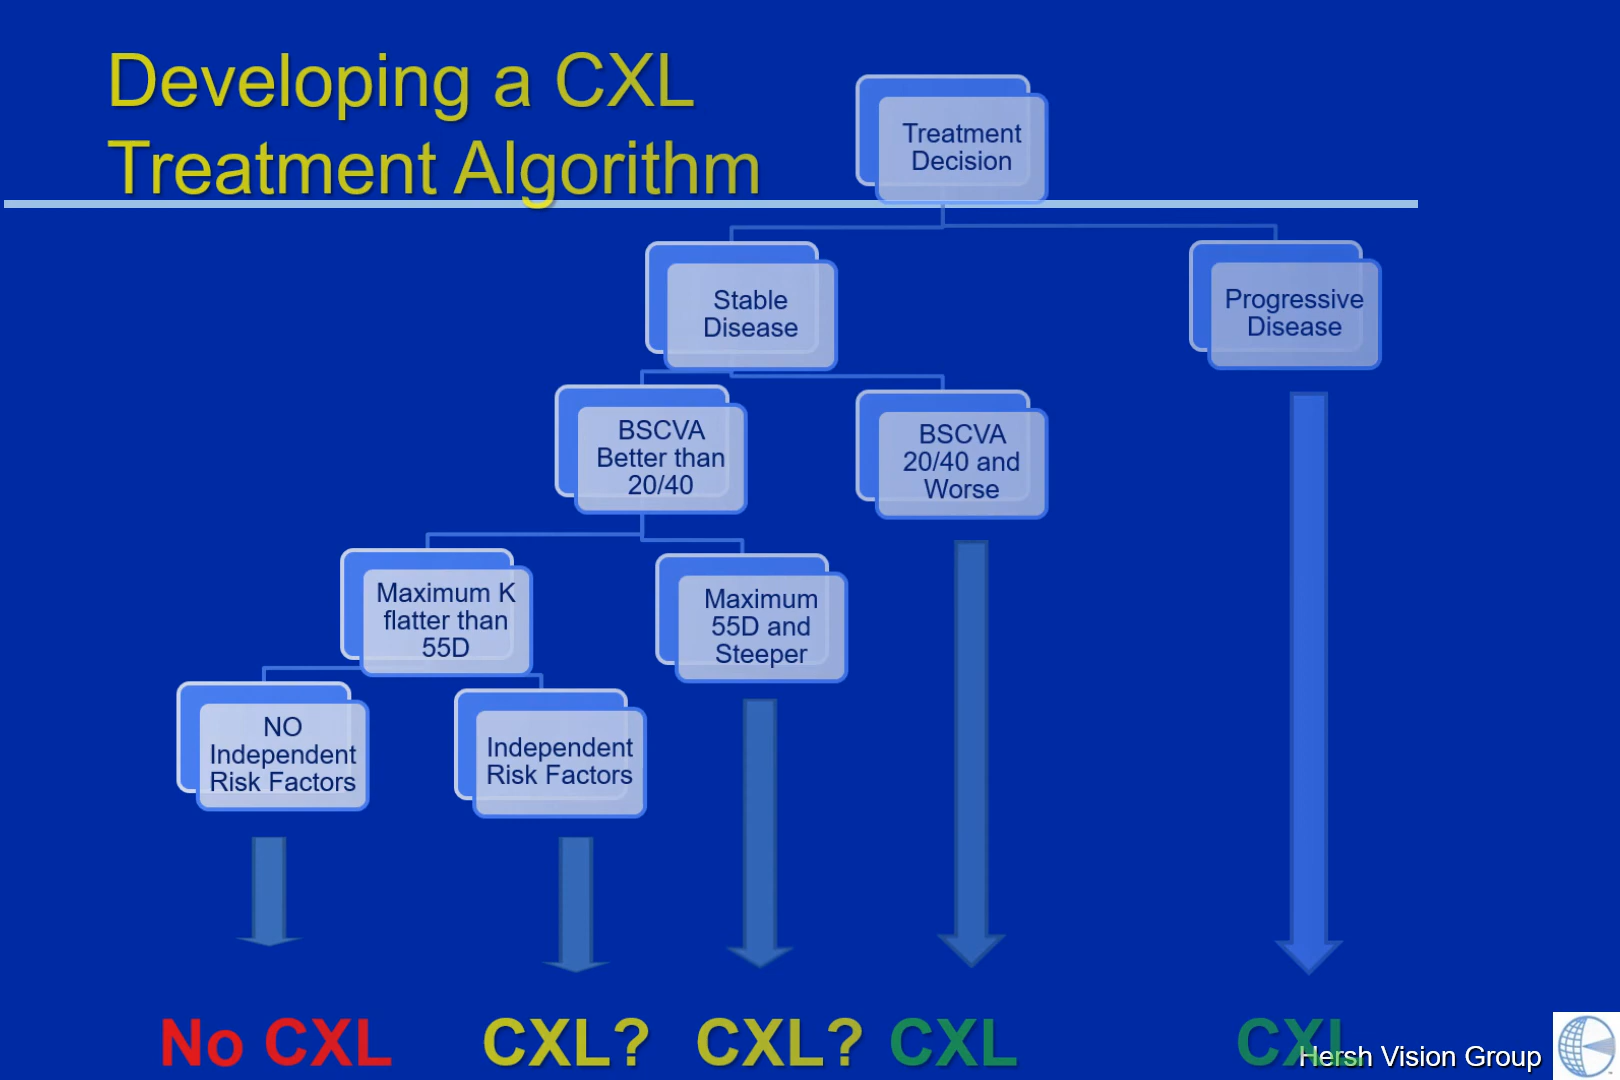 Developing a CXL
Treatment Algorithm
Treatment
Decision
Stable
Disease
Progressive
Disease
BSCVA
Better than
20/40
BSCVA
20/40 and
Worse
Maximum K
flatter than
55D
Maximum
55D and
Steeper
NO
Independent
Risk Factors
Independent
Risk Factors
No CXL
CXL?
CXL?
CXL
CXL
Hersh Vision Group